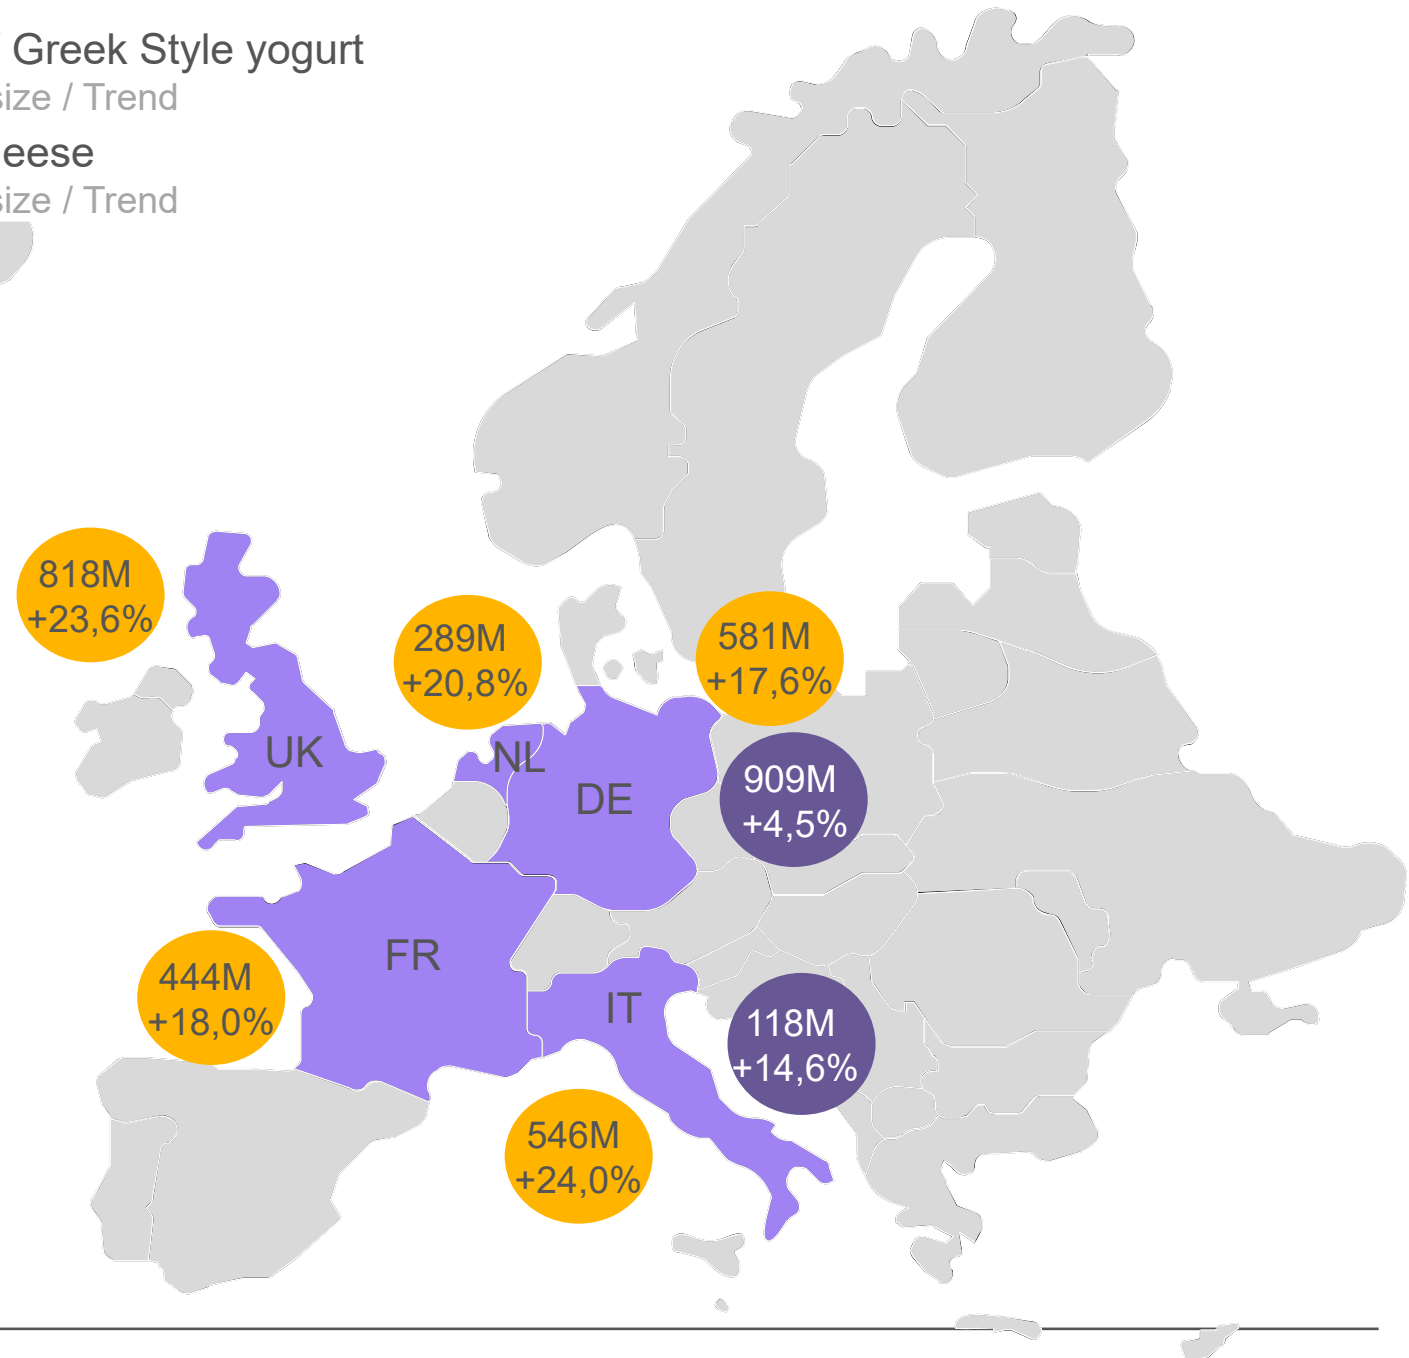 Greek Style yogurt
size / Trend
eese
size / Trend
818M
+23,6%
289M
+20,8%
581M
+17,6%
UK
NL
DE
909M
+4,5%
FR
444M
+18,0%
IT
118M
+14,6%
546M
+24,0%